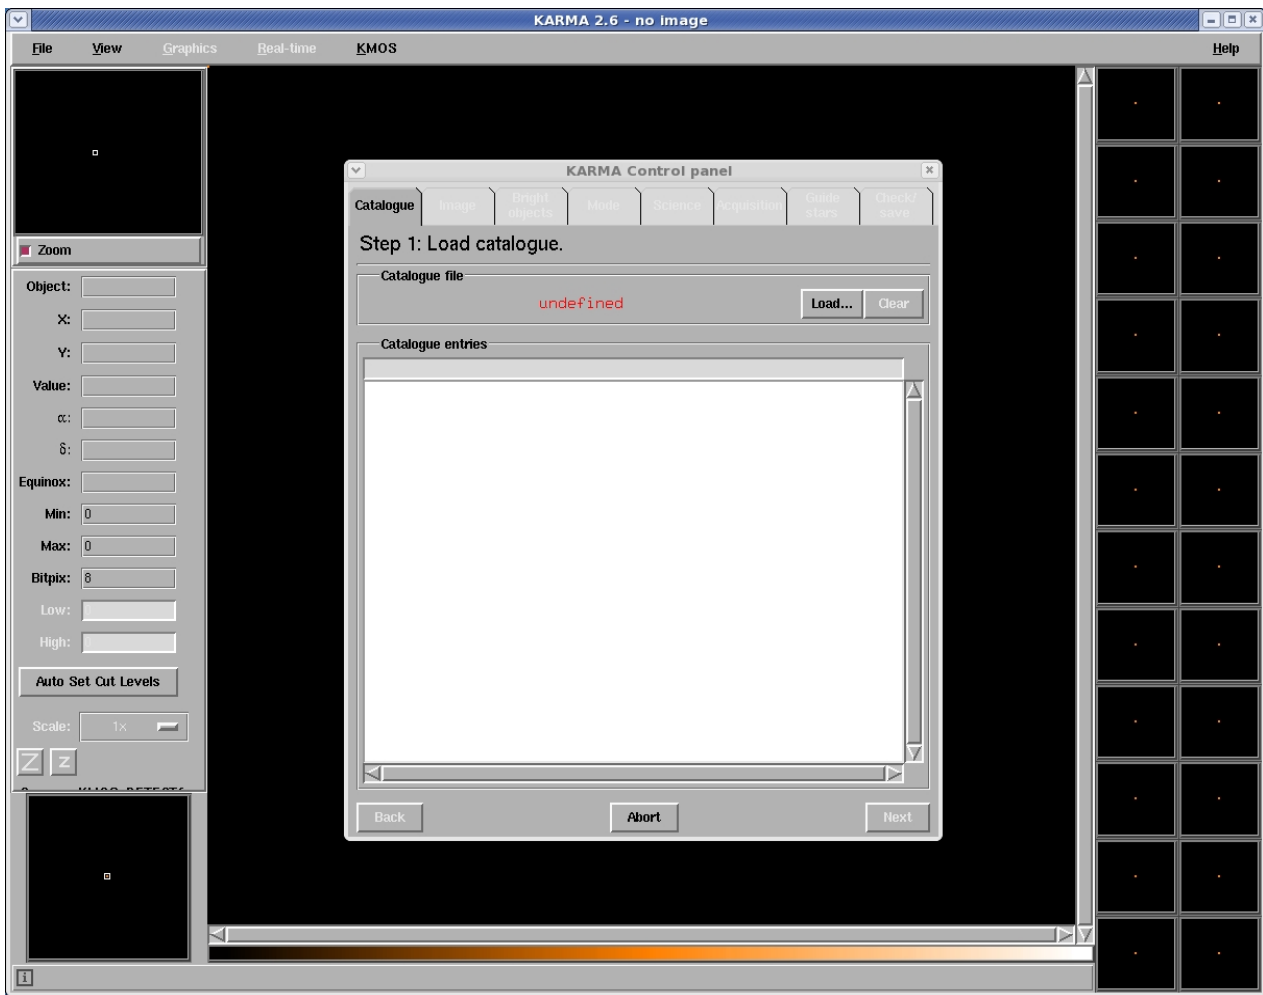 KARMA 2.6 - no image
File View Graphics Real-time KMOS Help
Zoom
Object:
X:
Y:
Value:
α:
δ:
Equinox:
Min: 0
Max: 0
Bitpix: 8
Low:
High:
Auto Set Cut Levels
Scale: 1×
Z z
KARMA Control panel
Catalogue Image Bright objects Mode Science Acquisition Guide stars Check/ save
Step 1: Load catalogue.
Catalogue file
undefined Load... Clear
Catalogue entries
Back Abort Next
i